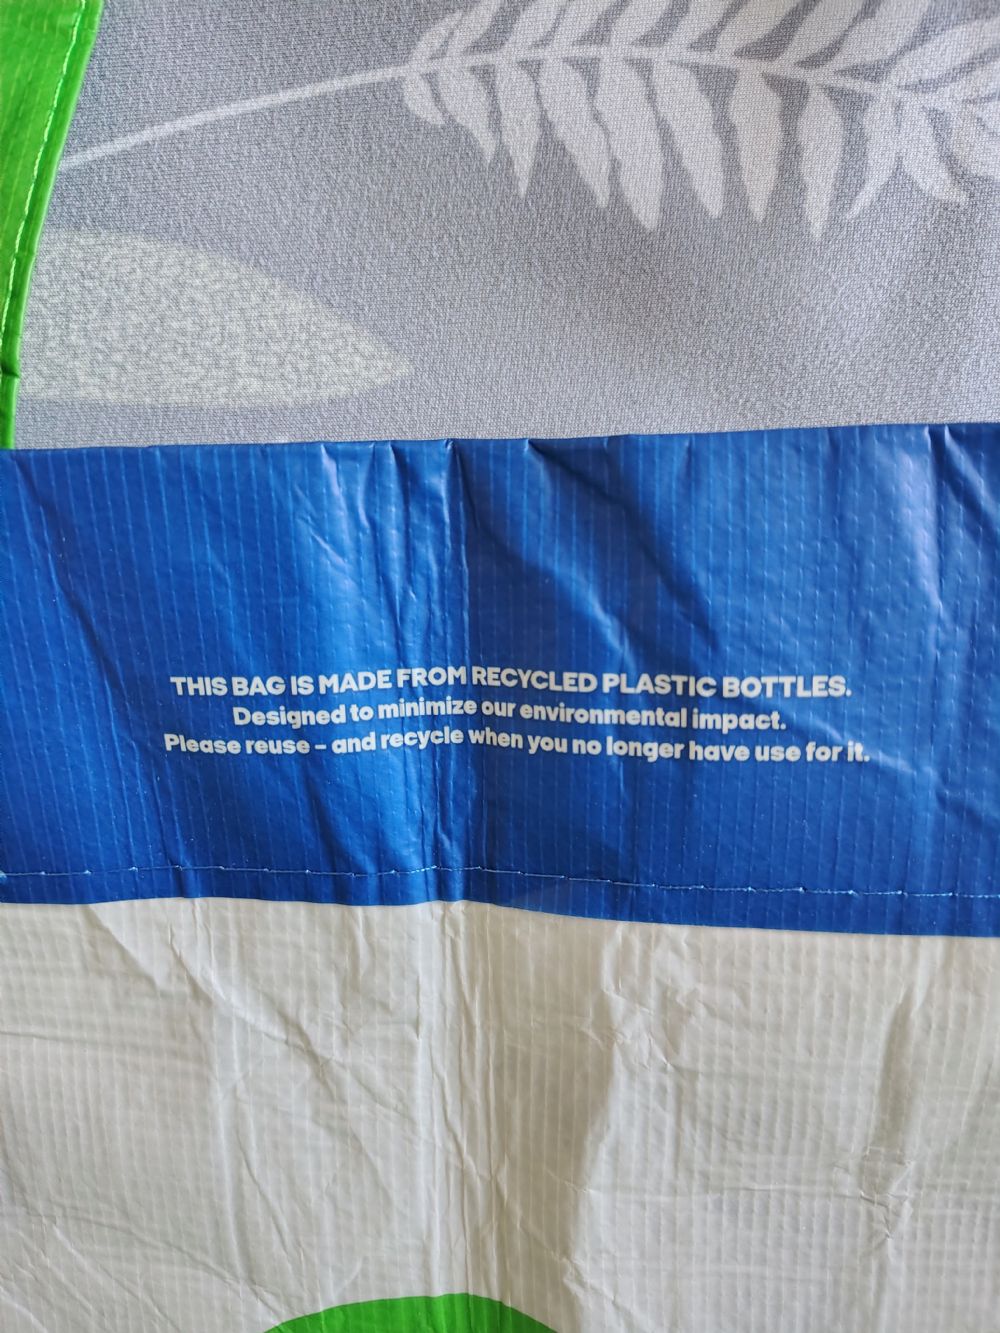 THIS BAG IS MADE FROM RECYCLED PLASTIC BOTTLES.
Designed to minimize our environmental impact.
Please reuse – and recycle when you no longer have use for it.